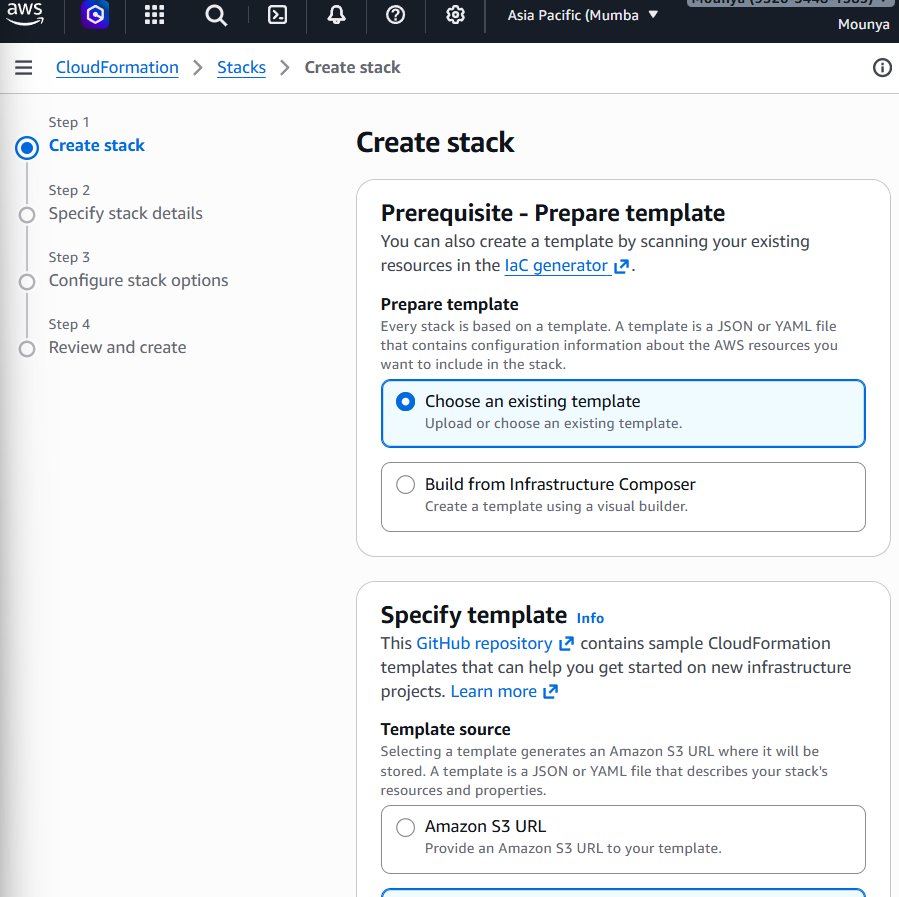 aws
Asia Pacific (Mumba
Mounya
CloudFormation
Stacks
Create stack
Step 1
Create stack
Step 2
Specify stack details
Step 3
Configure stack options
Step 4
Review and create
Create stack
Prerequisite - Prepare template
You can also create a template by scanning your existing
resources in the IaC generator.
Prepare template
Every stack is based on a template. A template is a JSON or YAML file
that contains configuration information about the AWS resources you
want to include in the stack.
Choose an existing template
Upload or choose an existing template.
Build from Infrastructure Composer
Create a template using a visual builder.
Specify template Info
This GitHub repository contains sample CloudFormation
templates that can help you get started on new infrastructure
projects. Learn more
Template source
Selecting a template generates an Amazon S3 URL where it will be
stored. A template is a JSON or YAML file that describes your stack's
resources and properties.
Amazon S3 URL
Provide an Amazon S3 URL to your template.